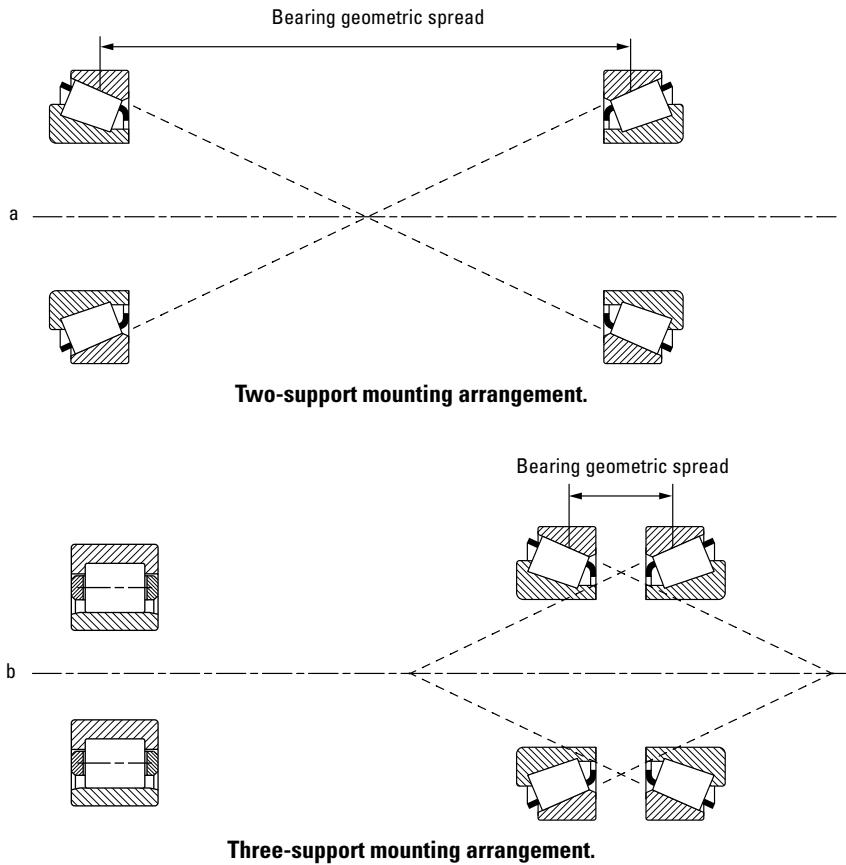 Bearing geometric spread
a
Two-support mounting arrangement.
Bearing geometric spread
b
Three-support mounting arrangement.